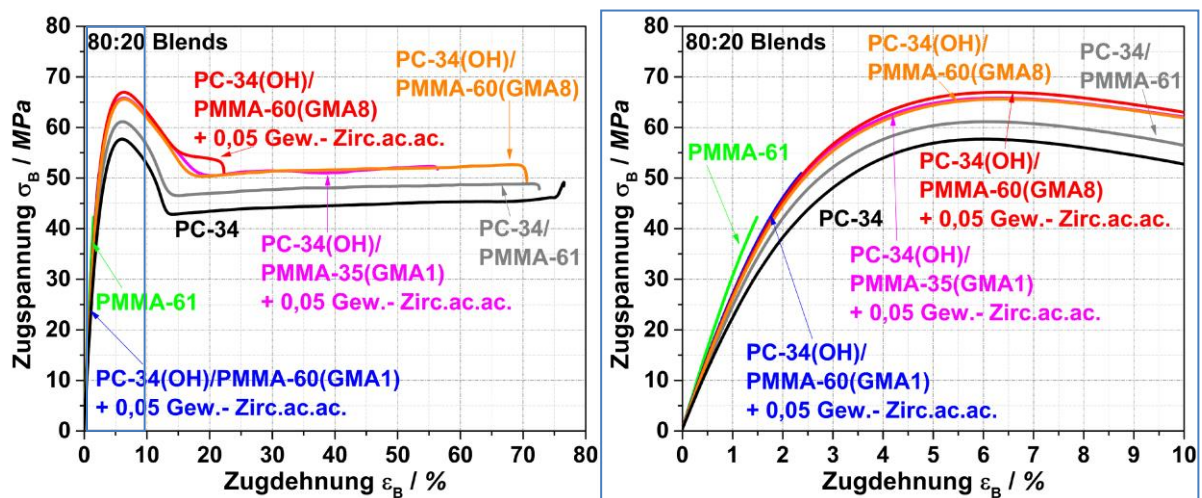 80:20 Blends
PC-34(OH)/
PMMA-60(GMA8)
+ 0,05 Gew.- Zirc.ac.ac.
PC-34(OH)/
PMMA-60(GMA8)
PC-34
PC-34/
PMMA-61
PMMA-61
PC-34(OH)/
PMMA-35(GMA1)
+ 0,05 Gew.- Zirc.ac.ac.
PC-34(OH)/PMMA-60(GMA1)
+ 0,05 Gew.- Zirc.ac.ac.
Zugspannung σB / MPa
80
70
60
50
40
30
20
10
0
0 10 20 30 40 50 60 70 80
Zugdehnung εB / %
80:20 Blends
PC-34(OH)/
PMMA-60(GMA8)
PC-34/
PMMA-61
PMMA-61
PC-34
PC-34(OH)/
PMMA-60(GMA8)
+ 0,05 Gew.- Zirc.ac.ac.
PC-34(OH)/
PMMA-35(GMA1)
+ 0,05 Gew.- Zirc.ac.ac.
PC-34(OH)/
PMMA-60(GMA1)
+ 0,05 Gew.- Zirc.ac.ac.
Zugspannung σB / MPa
80
70
60
50
40
30
20
10
0
0 1 2 3 4 5 6 7 8 9 10
Zugdehnung εB / %